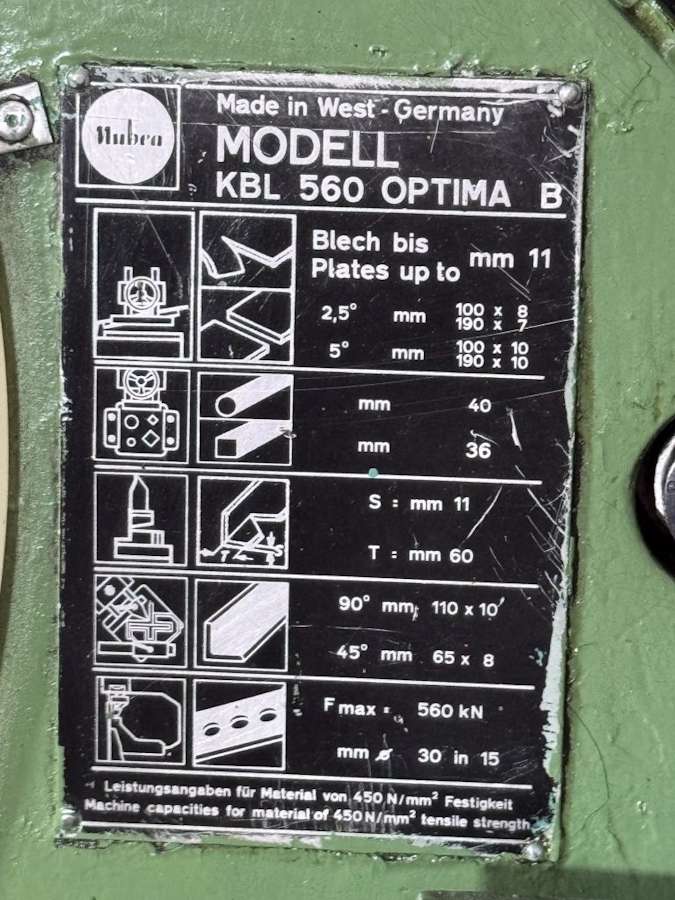 Nubra
Made in West-Germany
MODELL
KBL 560 OPTIMA B
Blech bis
Plates up to mm 11
2,5° mm 100 x 8
190 x 7
5° mm 100 x 10
190 x 10
mm 40
mm 36
S = mm 11
T = mm 60
T S
90° mm 110 x 10
45° mm 65 x 8
F max = 560 kN
mm ø 30 in 15
Leistungsangaben für Material von 450 N/mm² Festigkeit
Machine capacities for material of 450 N/mm² tensile strength